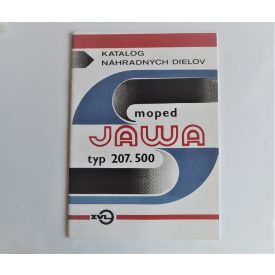 KATALOG
NÁHRADNÝCH DIELOV
moped
JAWA
typ 207.500
ZVL